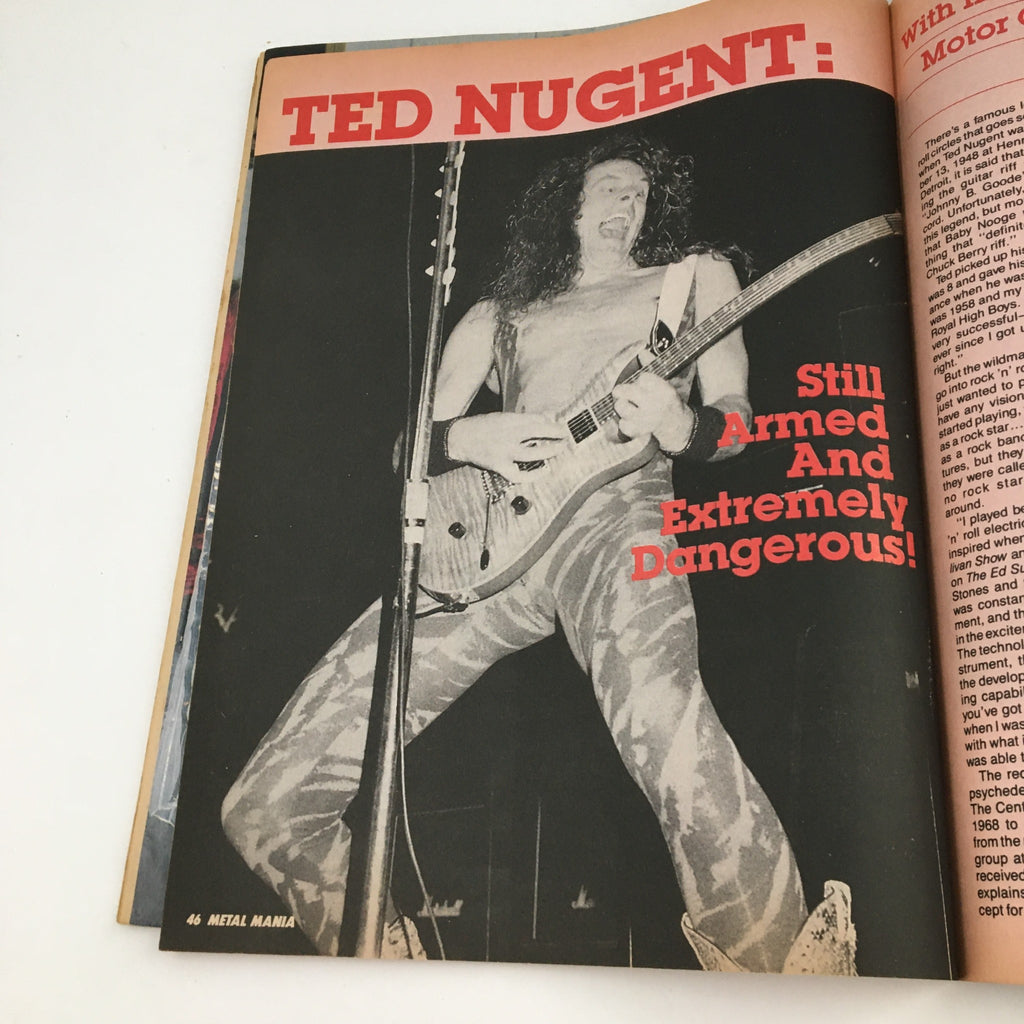 TED NUGENT:
Still
Armed
And
Extremely
Dangerous!
46 METAL MANIA
With
Motor
There's a famous
roll circles that goes
when Ted Nugent wa
ber 13, 1948 at Hen
Detroit, it is said that
ing the guitar riff
"Johnny B. Goode"
cord. Unfortunately,
this legend, but mo
that Baby Nooge
thing that "definit
Chuck Berry riff."
Ted picked up his
was 8 and gave his
ance when he was
was 1958 and my
Royal High Boys.
very successful—
ever since I got
right."
But the wildma
go into rock 'n' ro
just wanted to p
have any vision
started playing,
as a rock star...
as a rock band
tures, but they
they were calle
no rock star
around.
"I played be
'n' roll electri
inspired when
livan Show an
on The Ed Su
Stones and
was constan
ment, and th
in the exciter
The technol
strument, th
the develop
ing capabi
you've got
when I was
with what i
was able t
The rec
psychede
The Cent
1968 to
from the
group at
received
explains
cept for